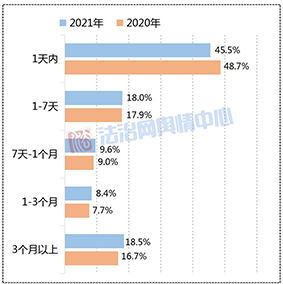 2021年 2020年
1天内
45.5%
48.7%
1-7天
18.0%
17.9%
法治网舆情中心
7天-1个月
9.6%
9.0%
1-3个月
8.4%
7.7%
3个月以上
18.5%
16.7%